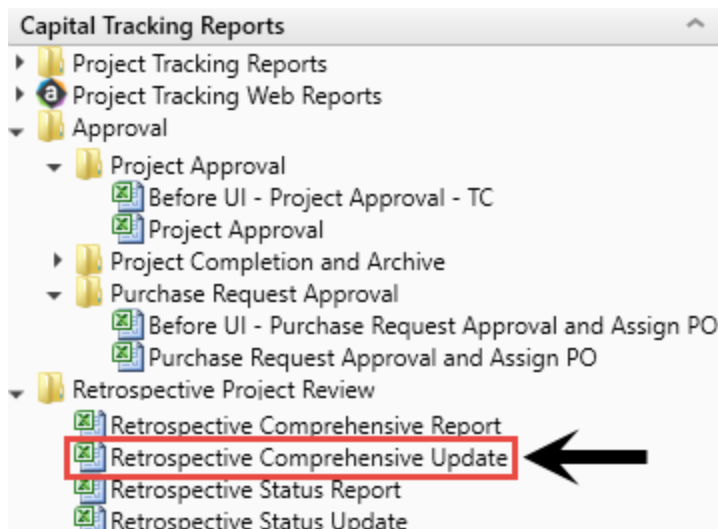 Capital Tracking Reports
Project Tracking Reports
Project Tracking Web Reports
Approval
Project Approval
Before UI - Project Approval - TC
Project Approval
Project Completion and Archive
Purchase Request Approval
Before UI - Purchase Request Approval and Assign PO
Purchase Request Approval and Assign PO
Retrospective Project Review
Retrospective Comprehensive Report
Retrospective Comprehensive Update
Retrospective Status Report
Retrospective Status Update